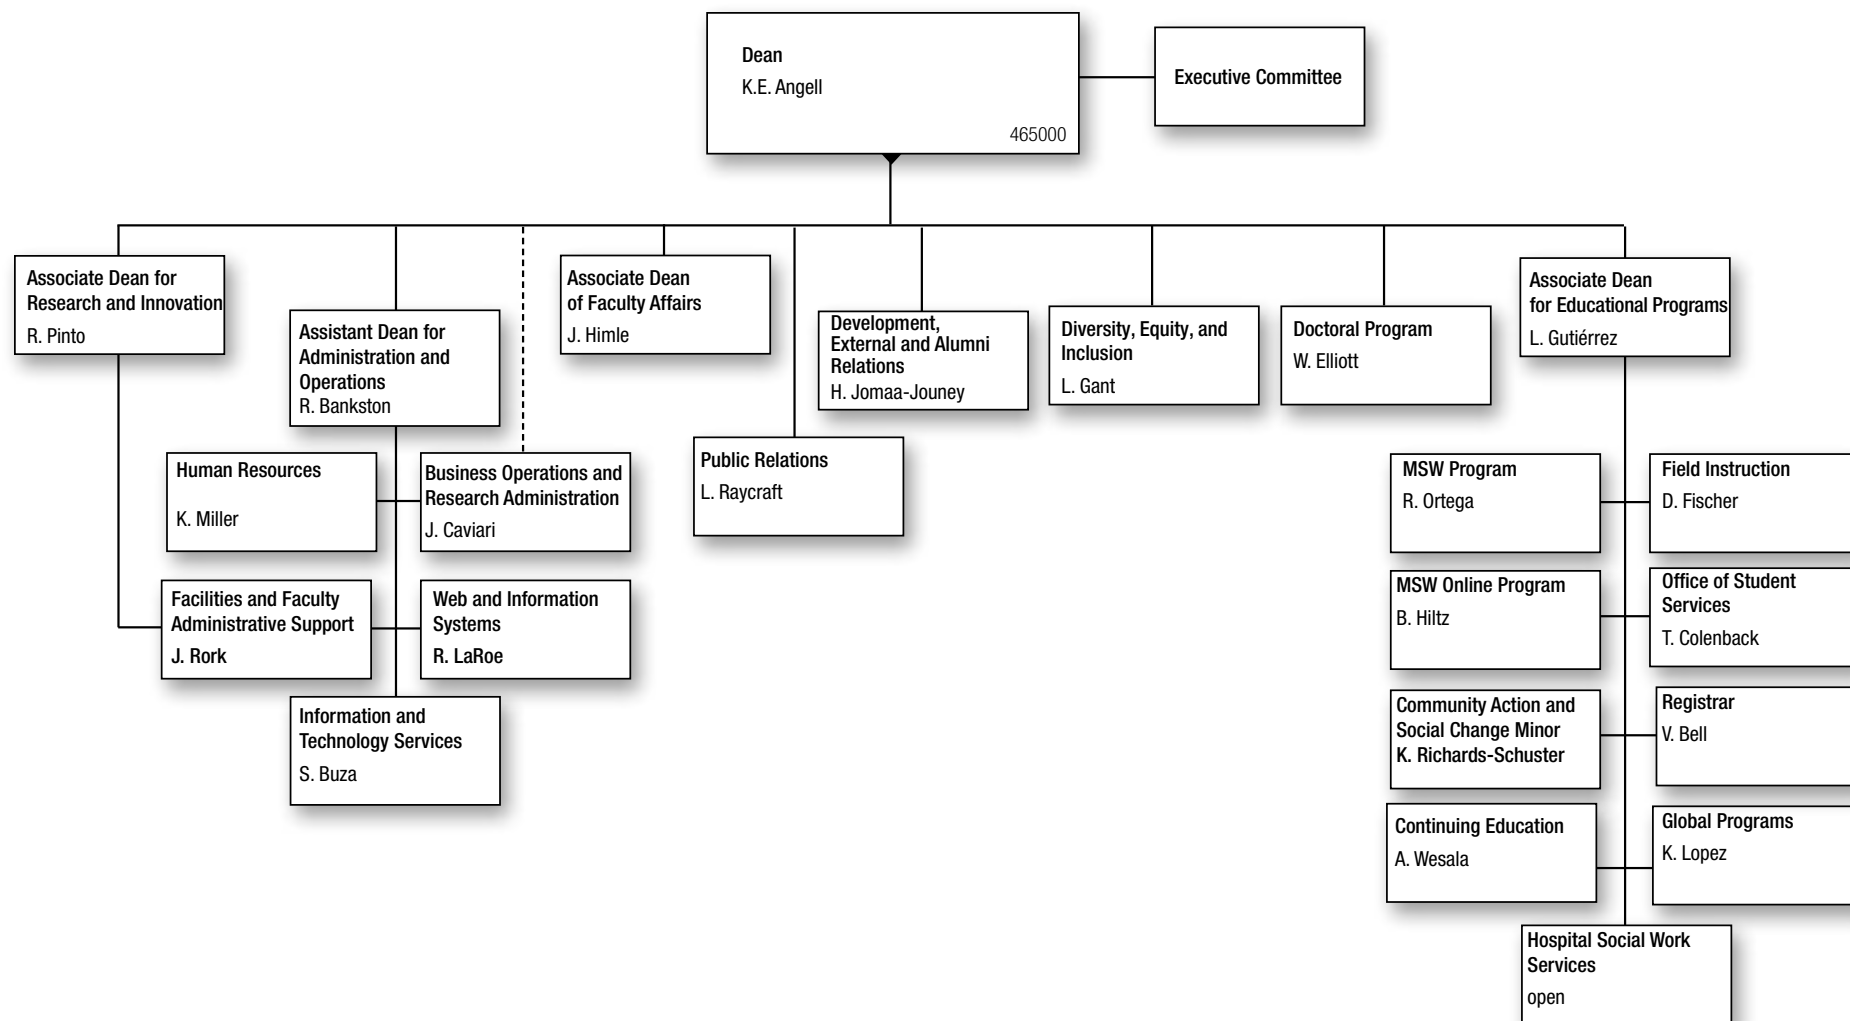 Dean
K.E. Angell
465000
Executive Committee
Associate Dean for
Research and Innovation
R. Pinto
Assistant Dean for
Administration and
Operations
R. Bankston
Associate Dean
of Faculty Affairs
J. Himle
Development,
External and Alumni
Relations
H. Jomaa-Jouney
Diversity, Equity, and
Inclusion
L. Gant
Doctoral Program
W. Elliott
Associate Dean
for Educational Programs
L. Gutiérrez
Human Resources
K. Miller
Business Operations and
Research Administration
J. Caviari
Public Relations
L. Raycraft
Facilities and Faculty
Administrative Support
J. Rork
Web and Information
Systems
R. LaRoe
Information and
Technology Services
S. Buza
MSW Program
R. Ortega
Field Instruction
D. Fischer
MSW Online Program
B. Hiltz
Office of Student
Services
T. Colenback
Community Action and
Social Change Minor
K. Richards-Schuster
Registrar
V. Bell
Continuing Education
A. Wesala
Global Programs
K. Lopez
Hospital Social Work
Services
open